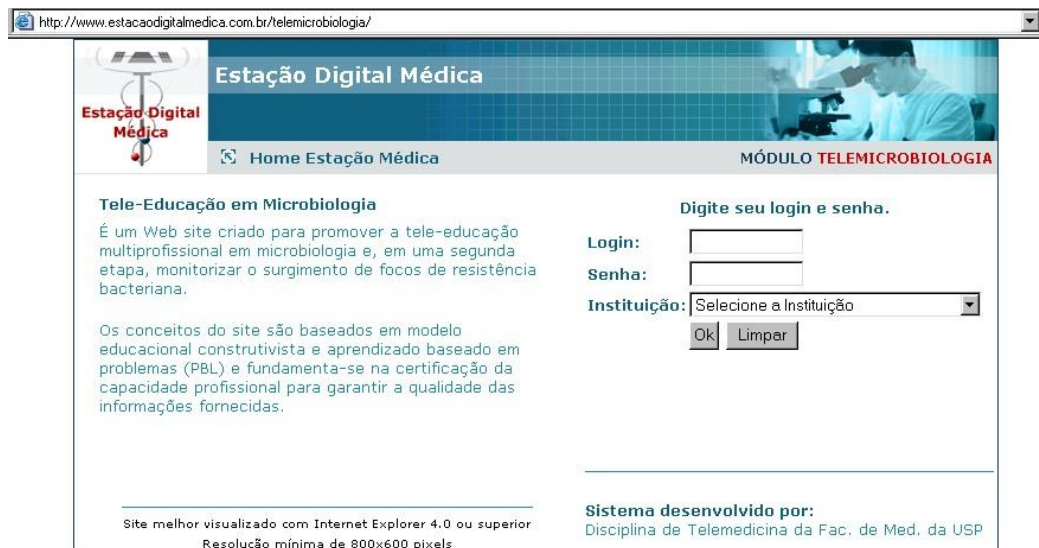 http://www.estacaodigitalmedica.com.br/telemicrobiologia/
Estação Digital Médica
Estação Digital
Médica
Home Estação Médica
MÓDULO TELEMICROBIOLOGIA
Tele-Educação em Microbiologia
É um Web site criado para promover a tele-educação
multiprofissional em microbiologia e, em uma segunda
etapa, monitorizar o surgimento de focos de resistência
bacteriana.
Os conceitos do site são baseados em modelo
educacional construtivista e aprendizado baseado em
problemas (PBL) e fundamenta-se na certificação da
capacidade profissional para garantir a qualidade das
informações fornecidas.
Digite seu login e senha.
Login:
Senha:
Instituição: Selecione a Instituição
Ok Limpar
Site melhor visualizado com Internet Explorer 4.0 ou superior
Resolução mínima de 800x600 pixels
Sistema desenvolvido por:
Disciplina de Telemedicina da Fac. de Med. da USP